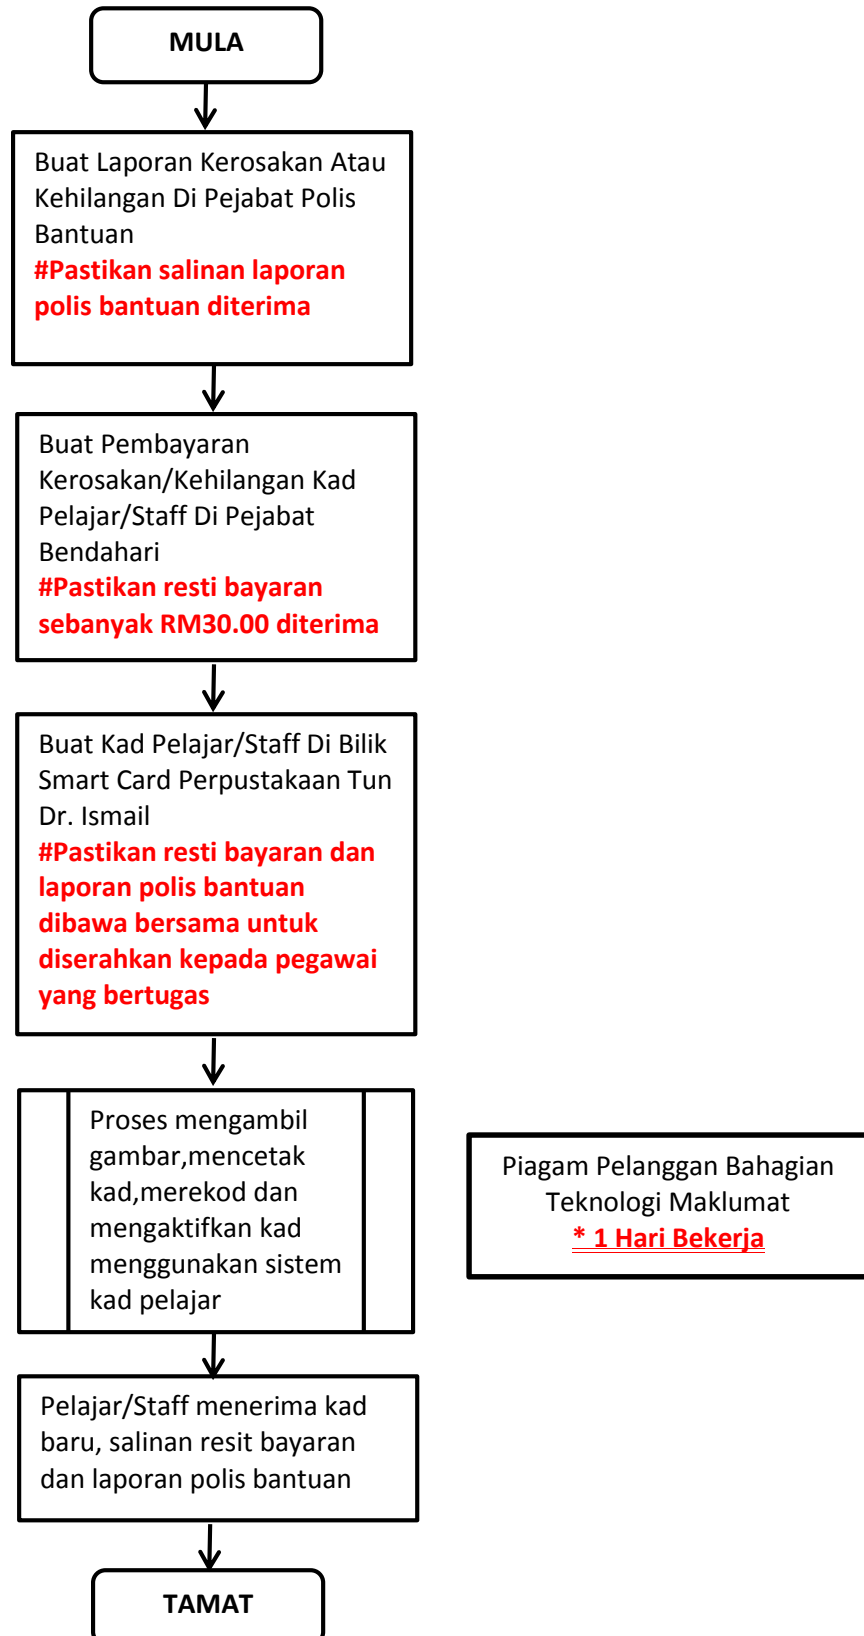 MULA
Buat Laporan Kerosakan Atau
Kehilangan Di Pejabat Polis
Bantuan
#Pastikan salinan laporan
polis bantuan diterima
Buat Pembayaran
Kerosakan/Kehilangan Kad
Pelajar/Staff Di Pejabat
Bendahari
#Pastikan resti bayaran
sebanyak RM30.00 diterima
Buat Kad Pelajar/Staff Di Bilik
Smart Card Perpustakaan Tun
Dr. Ismail
#Pastikan resti bayaran dan
laporan polis bantuan
dibawa bersama untuk
diserahkan kepada pegawai
yang bertugas
Proses mengambil
gambar,mencetak
kad,merekod dan
mengaktifkan kad
menggunakan sistem
kad pelajar
Piagam Pelanggan Bahagian
Teknologi Maklumat
* 1 Hari Bekerja
Pelajar/Staff menerima kad
baru, salinan resit bayaran
dan laporan polis bantuan
TAMAT